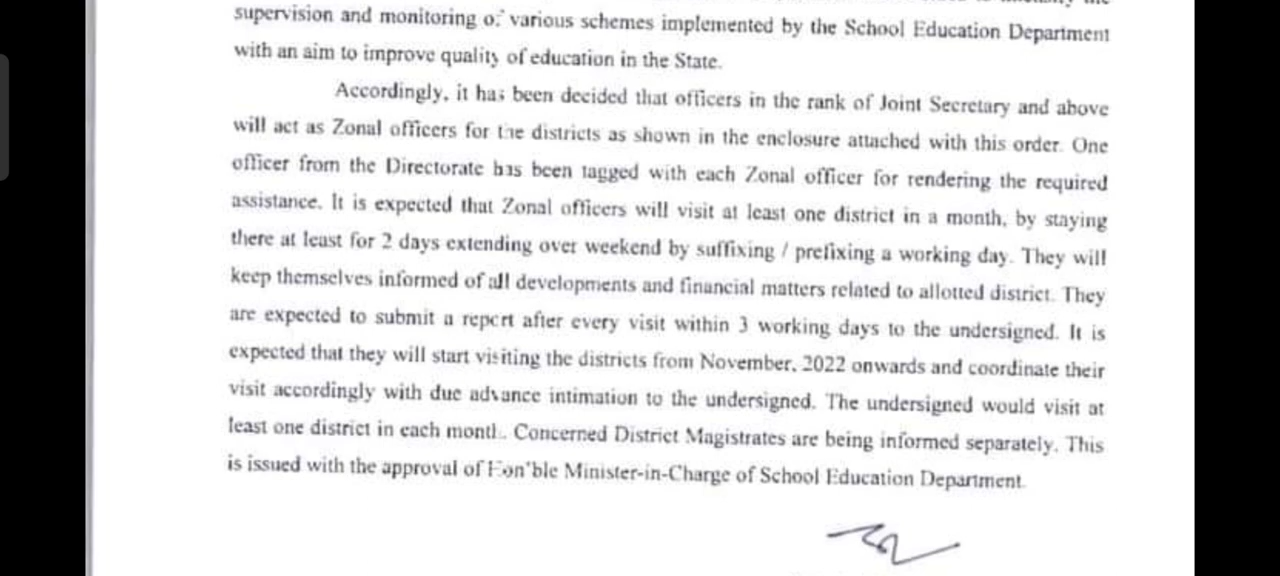 supervision and monitoring of various schemes implemented by the School Education Department
with an aim to improve quality of education in the State.
Accordingly, it has been decided that officers in the rank of Joint Secretary and above
will act as Zonal officers for the districts as shown in the enclosure attached with this order. One
officer from the Directorate has been tagged with each Zonal officer for rendering the required
assistance. It is expected that Zonal officers will visit at least one district in a month, by staying
there at least for 2 days extending over weekend by suffixing / prefixing a working day. They will
keep themselves informed of all developments and financial matters related to allotted district. They
are expected to submit a report after every visit within 3 working days to the undersigned. It is
expected that they will start visiting the districts from November, 2022 onwards and coordinate their
visit accordingly with due advance intimation to the undersigned. The undersigned would visit at
least one district in each month. Concerned District Magistrates are being informed separately. This
is issued with the approval of Hon'ble Minister-in-Charge of School Education Department.